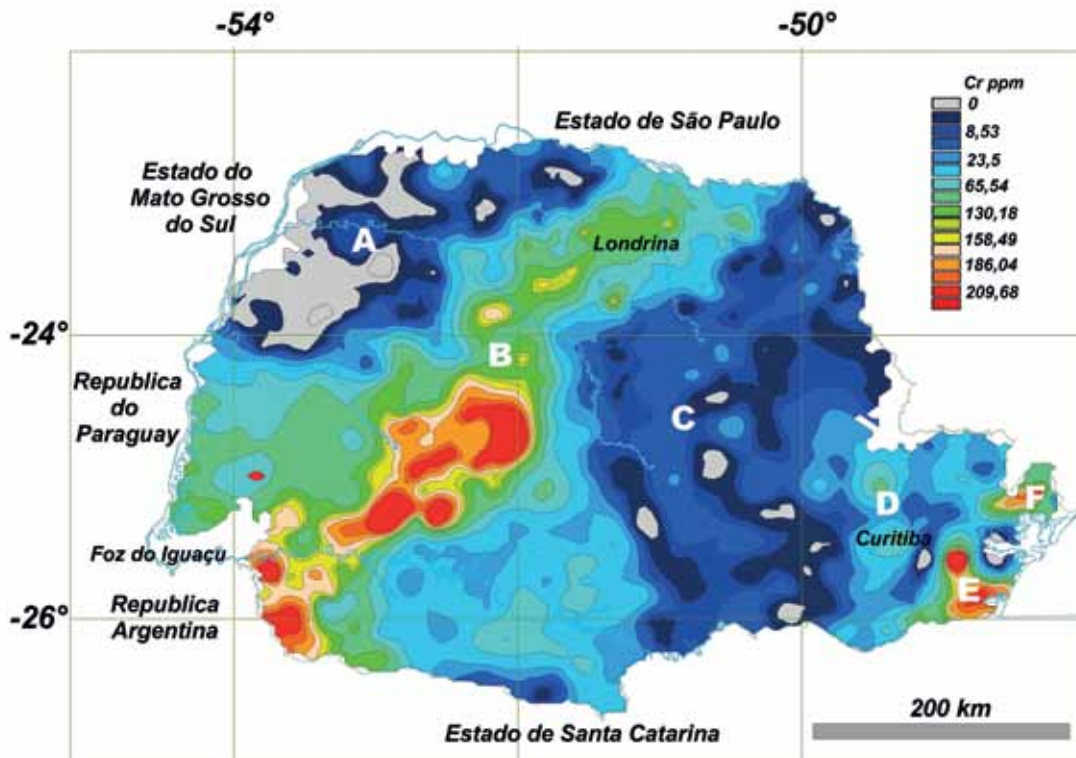 -54°
-50°
Cr ppm
0
8,53
23,5
65,54
130,18
158,49
186,04
209,68
Estado de São Paulo
Estado do
Mato Grosso
do Sul
A
Londrina
-24°
B
Republica
do
Paraguay
C
D
F
Curitiba
Foz do Iguaçu
E
Republica
Argentina
-26°
200 km
Estado de Santa Catarina